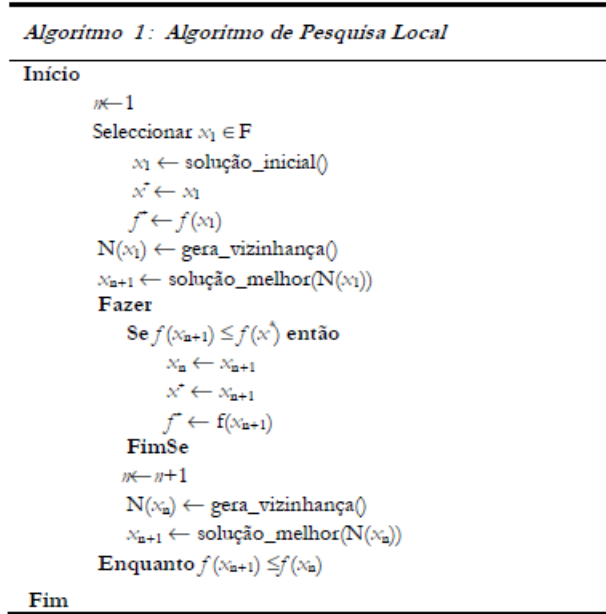 Algoritmo 1: Algoritmo de Pesquisa Local
Início
n←1
Seleccionar x₁ ∈ F
x₁ ← solução_inicial()
x* ← x₁
f* ← f(x₁)
N(x₁) ← gera_vizinhança()
xₙ₊₁ ← solução_melhor(N(x₁))
Fazer
Se f(xₙ₊₁) ≤ f(x*) então
xₙ ← xₙ₊₁
x* ← xₙ₊₁
f* ← f(xₙ₊₁)
FimSe
n←n+1
N(xₙ) ← gera_vizinhança()
xₙ₊₁ ← solução_melhor(N(xₙ))
Enquanto f(xₙ₊₁) ≤f(xₙ)
Fim